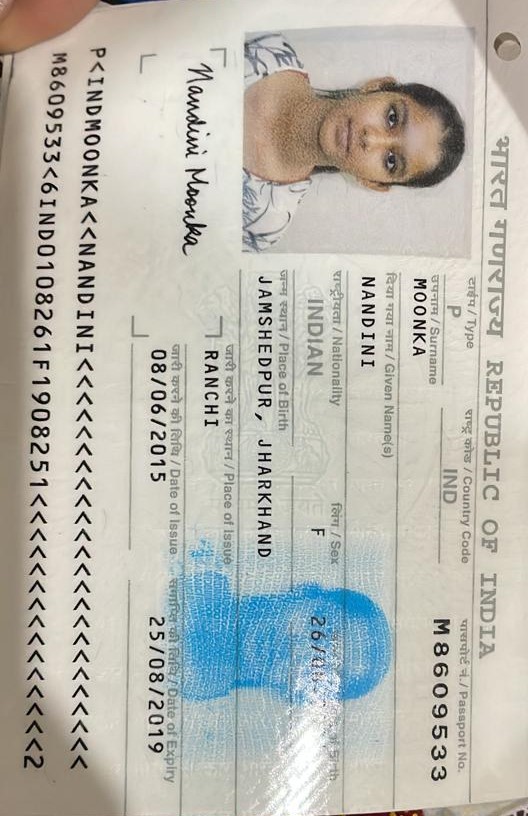 भारत गणराज्य REPUBLIC OF INDIA
टाईप / Type
P
राष्ट्र कोड / Country Code
IND
पासपोर्ट नं. / Passport No.
M8609533
उपनाम / Surname
MOONKA
दिया गया नाम / Given Name(s)
NANDINI
राष्ट्रीयता / Nationality
INDIAN
लिंग / Sex
F
Birth
26/
जन्म स्थान / Place of Birth
JAMSHEDPUR, JHARKHAND
जारी करने का स्थान / Place of Issue
RANCHI
जारी करने की तिथि / Date of Issue
08/06/2015
समाप्ति की तिथि / Date of Expiry
25/08/2019
Nandini Moonka
P<INDMOONKA<<NANDINI<<<<<<<<<<<<<<<<<<<<<<<<
M8609533<6IND0108261F1908251<<<<<<<<<<<<<<<2